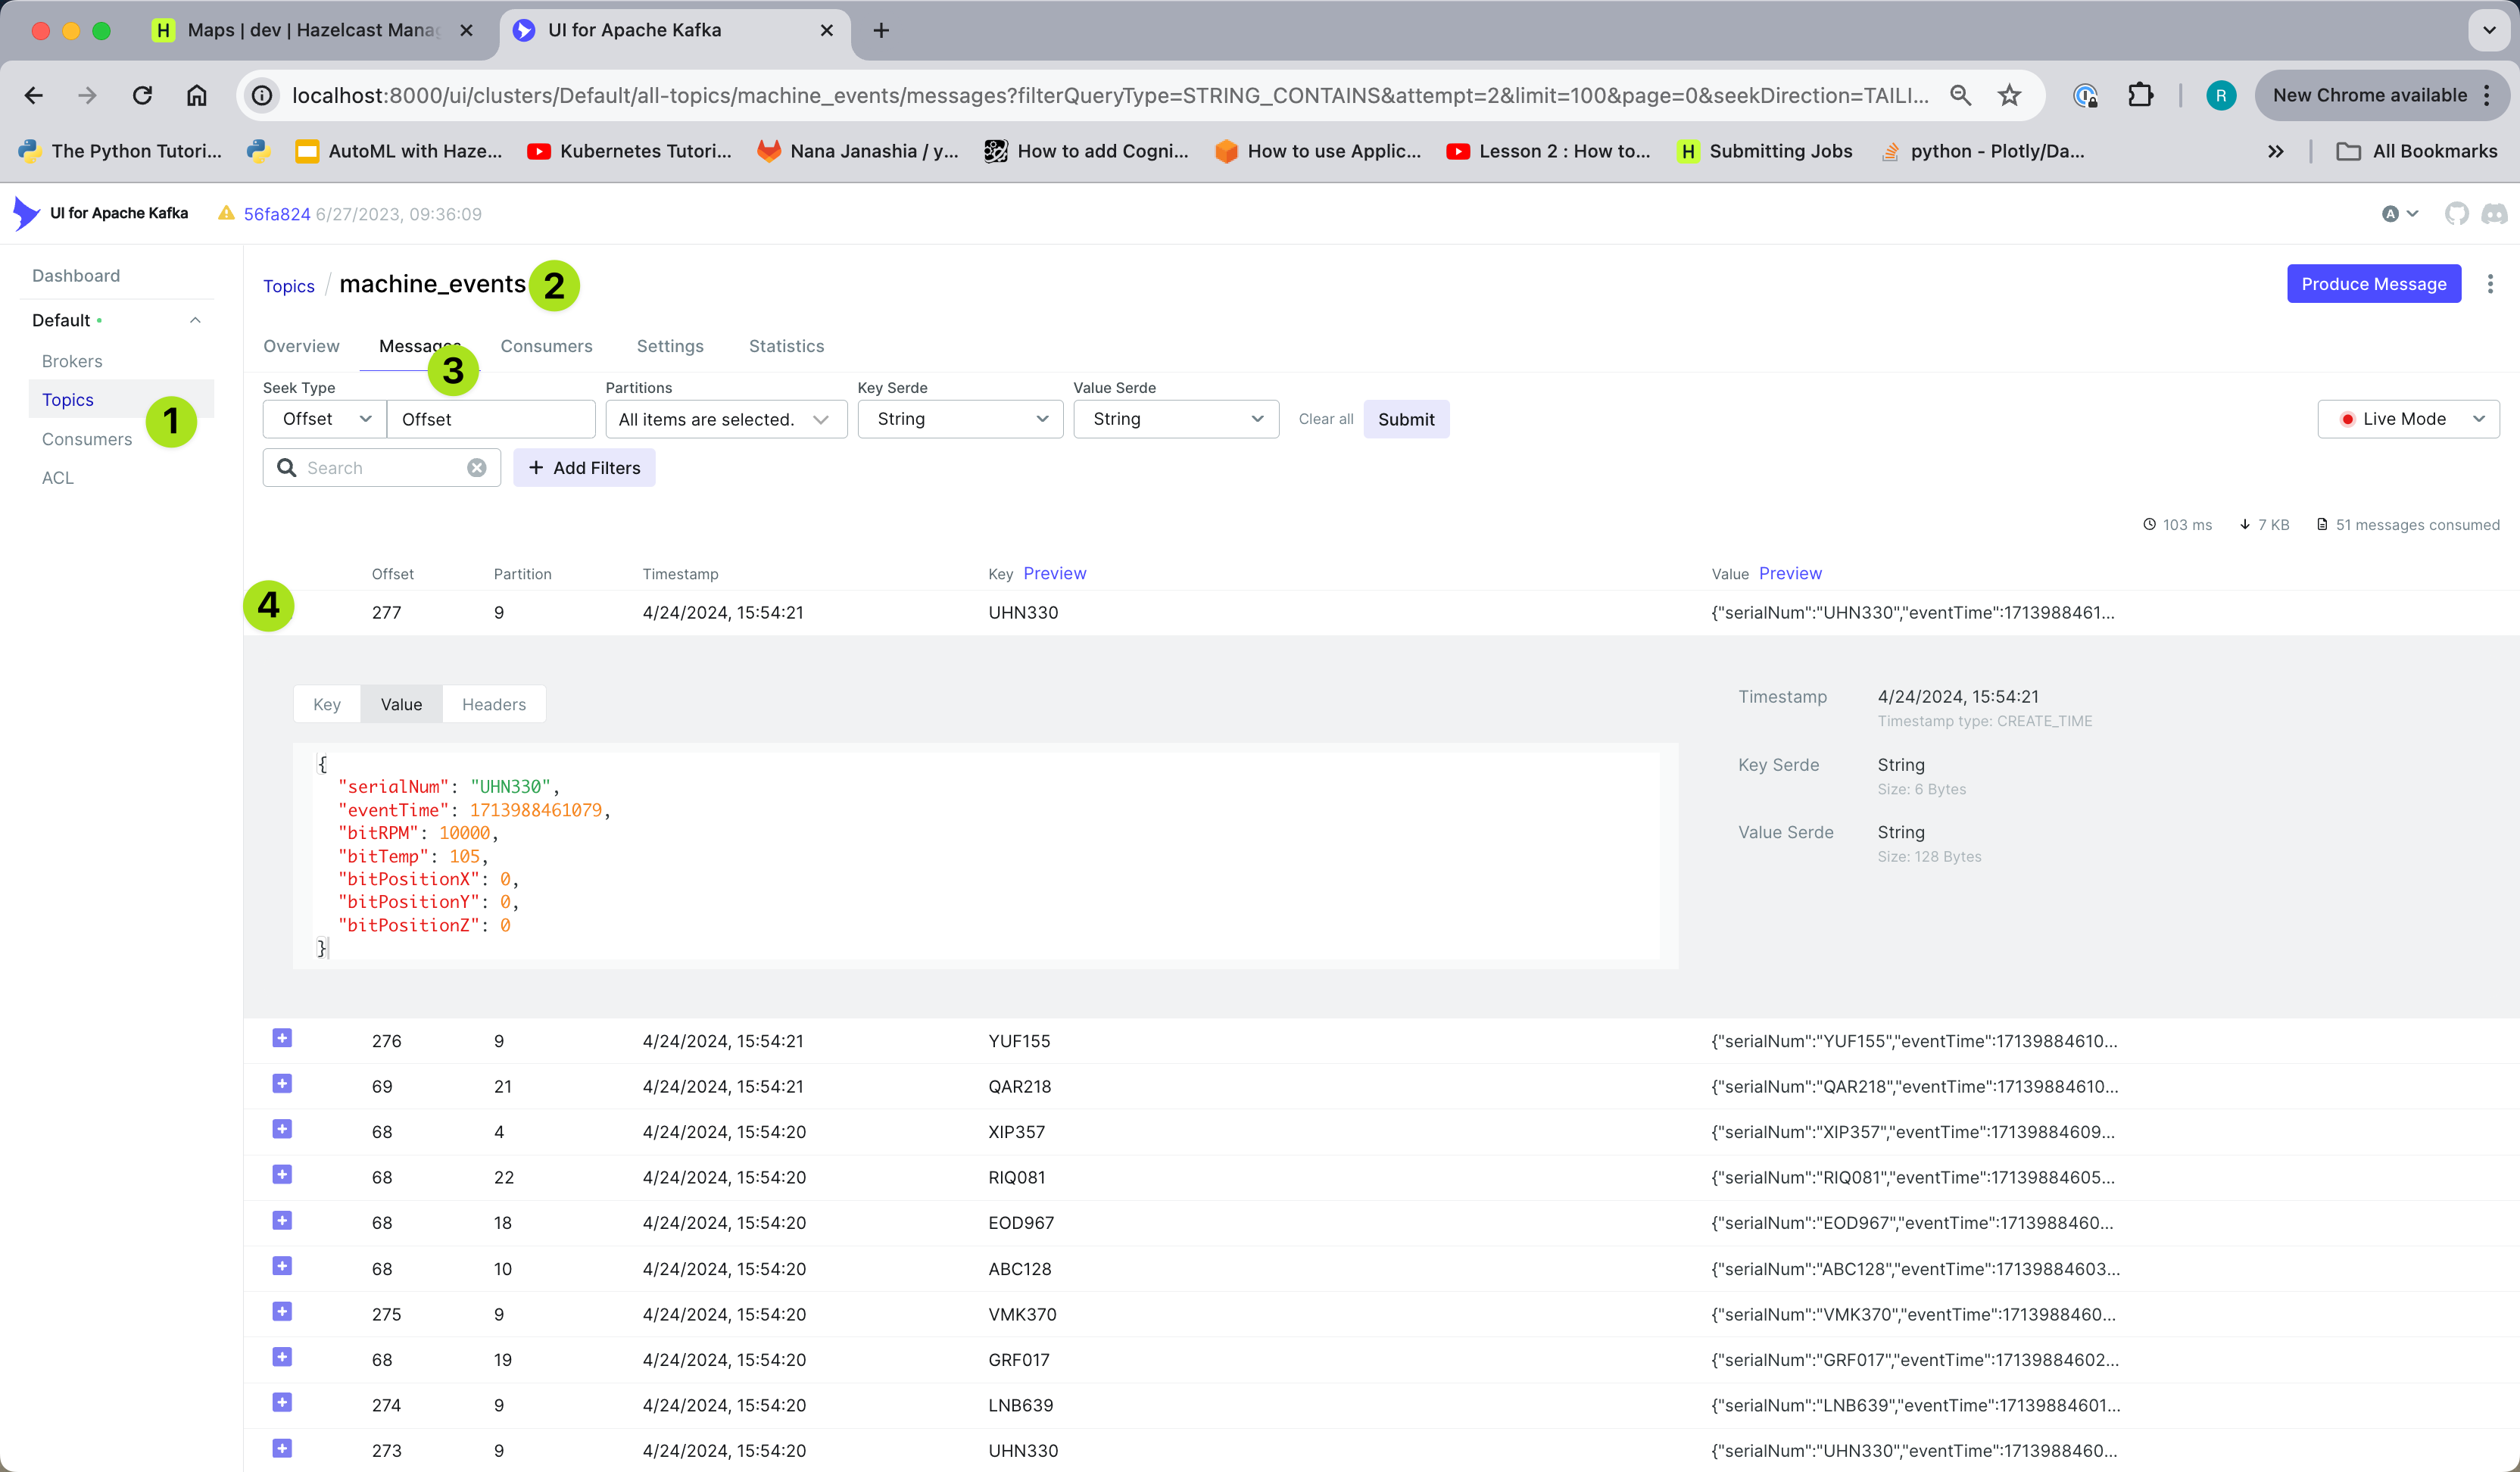 Maps | dev | Hazelcast Mana
UI for Apache Kafka
localhost:8000/ui/clusters/Default/all-topics/machine_events/messages?filterQueryType=STRING_CONTAINS&attempt=2&limit=100&page=0&seekDirection=TAILI...
R
New Chrome available
The Python Tutori...
AutoML with Haze...
Kubernetes Tutori...
Nana Janashia / y...
How to add Cogni...
How to use Applic...
Lesson 2 : How to...
Submitting Jobs
python - Plotly/Da...
All Bookmarks
UI for Apache Kafka
56fa824 6/27/2023, 09:36:09
A
Dashboard
Default
Brokers
Topics
1
Consumers
ACL
Topics / machine_events 2
Produce Message
Overview Messages Consumers Settings Statistics
3
Seek Type Partitions Key Serde Value Serde
Offset Offset All items are selected. String String Clear all Submit Live Mode
Search Add Filters
103 ms 7 KB 51 messages consumed
Offset Partition Timestamp Key Preview Value Preview
4 277 9 4/24/2024, 15:54:21 UHN330 {"serialNum":"UHN330","eventTime":1713988461...
Key Value Headers
{
"serialNum": "UHN330",
"eventTime": 1713988461079,
"bitRPM": 10000,
"bitTemp": 105,
"bitPositionX": 0,
"bitPositionY": 0,
"bitPositionZ": 0
}
Timestamp 4/24/2024, 15:54:21
Timestamp type: CREATE_TIME
Key Serde String
Size: 6 Bytes
Value Serde String
Size: 128 Bytes
276 9 4/24/2024, 15:54:21 YUF155 {"serialNum":"YUF155","eventTime":17139884610...
69 21 4/24/2024, 15:54:21 QAR218 {"serialNum":"QAR218","eventTime":17139884610...
68 4 4/24/2024, 15:54:20 XIP357 {"serialNum":"XIP357","eventTime":17139884609...
68 22 4/24/2024, 15:54:20 RIQ081 {"serialNum":"RIQ081","eventTime":17139884605...
68 18 4/24/2024, 15:54:20 EOD967 {"serialNum":"EOD967","eventTime":1713988460...
68 10 4/24/2024, 15:54:20 ABC128 {"serialNum":"ABC128","eventTime":17139884603...
275 9 4/24/2024, 15:54:20 VMK370 {"serialNum":"VMK370","eventTime":1713988460...
68 19 4/24/2024, 15:54:20 GRF017 {"serialNum":"GRF017","eventTime":17139884602...
274 9 4/24/2024, 15:54:20 LNB639 {"serialNum":"LNB639","eventTime":17139884601...
273 9 4/24/2024, 15:54:20 UHN330 {"serialNum":"UHN330","eventTime":1713988460...